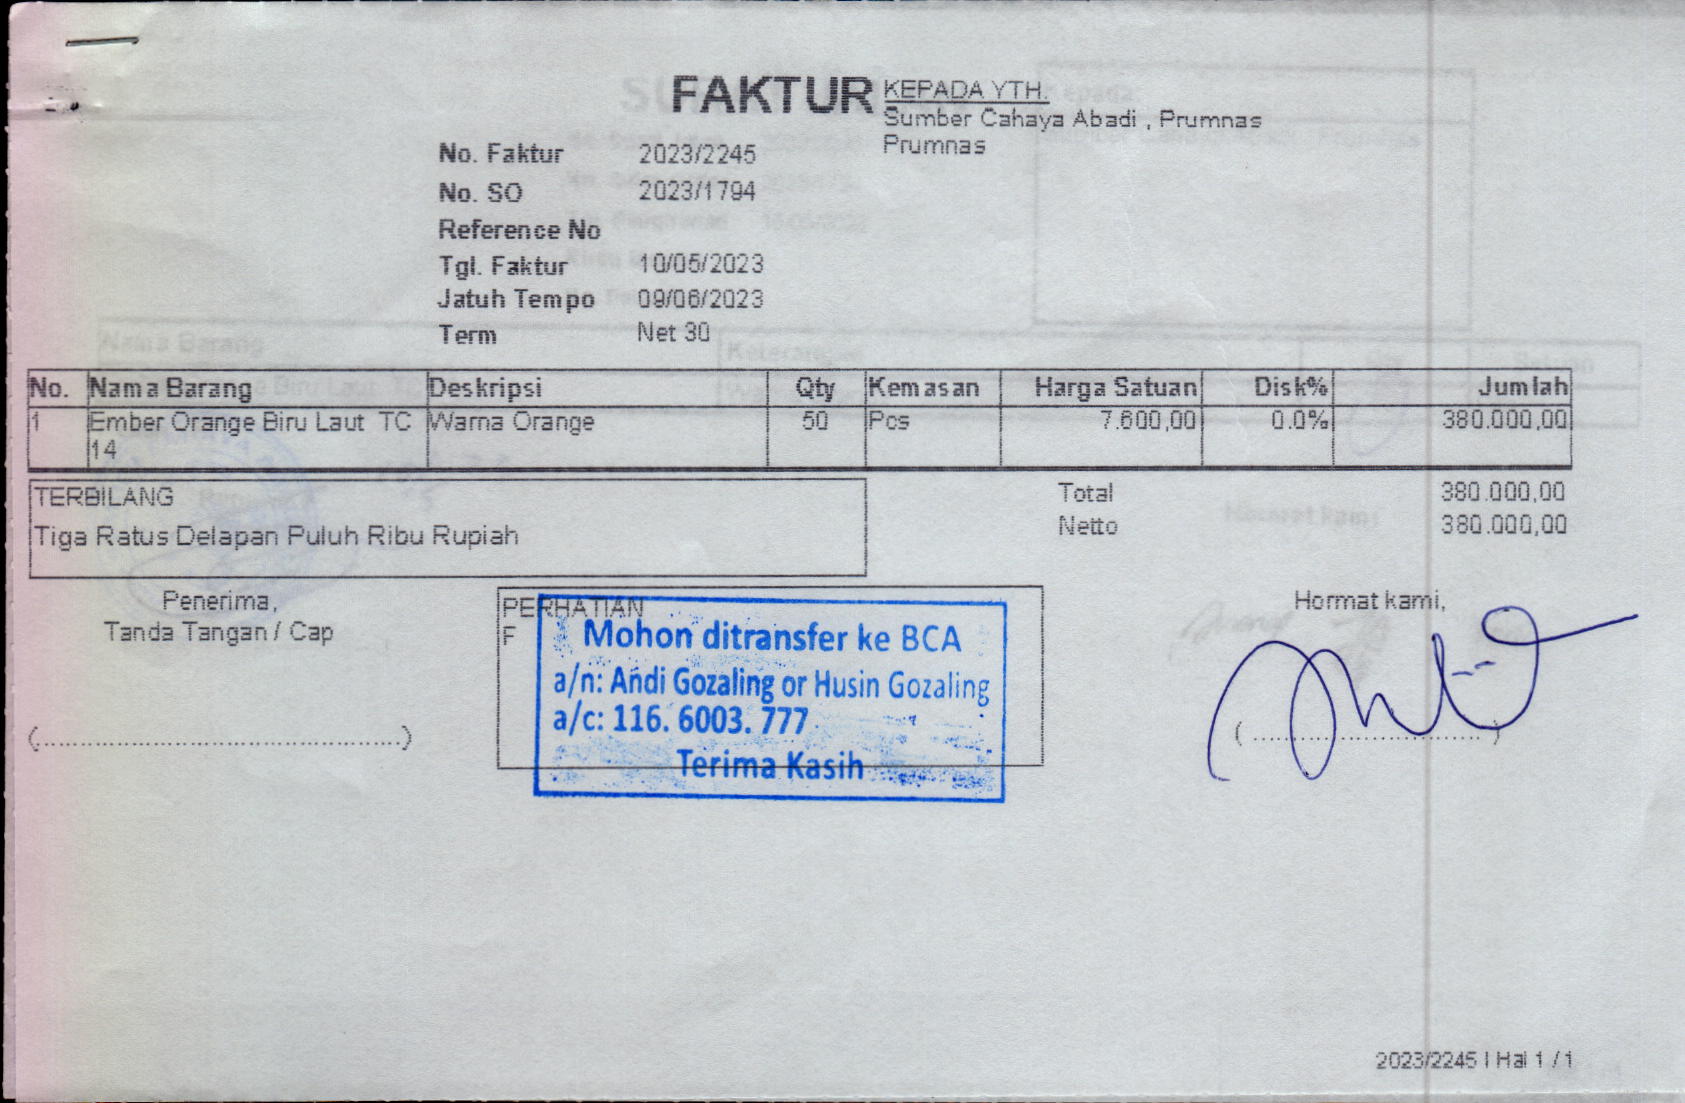 FAKTUR
KEPADA YTH.
Sumber Cahaya Abadi , Prumnas
Prumnas
No. Faktur 2023/2245
No. SO 2023/1794
Reference No
Tgl. Faktur 10/05/2023
Jatuh Tempo 09/06/2023
Term Net 30
No. Nama Barang Deskripsi Qty Kemasan Harga Satuan Disk% Jumlah
1 Ember Orange Biru Laut TC Warna Orange 50 Pcs 7.600,00 0.0% 380.000,00
14
TERBILANG
Tiga Ratus Delapan Puluh Ribu Rupiah
Total 380.000,00
Netto 380.000,00
Penerima,
Tanda Tangan / Cap
PERHATIAN
F
Mohon ditransfer ke BCA
a/n: Andi Gozaling or Husin Gozaling
a/c: 116. 6003. 777
Terima Kasih
Hormat kami,
2023/2245 | Hal 1 / 1